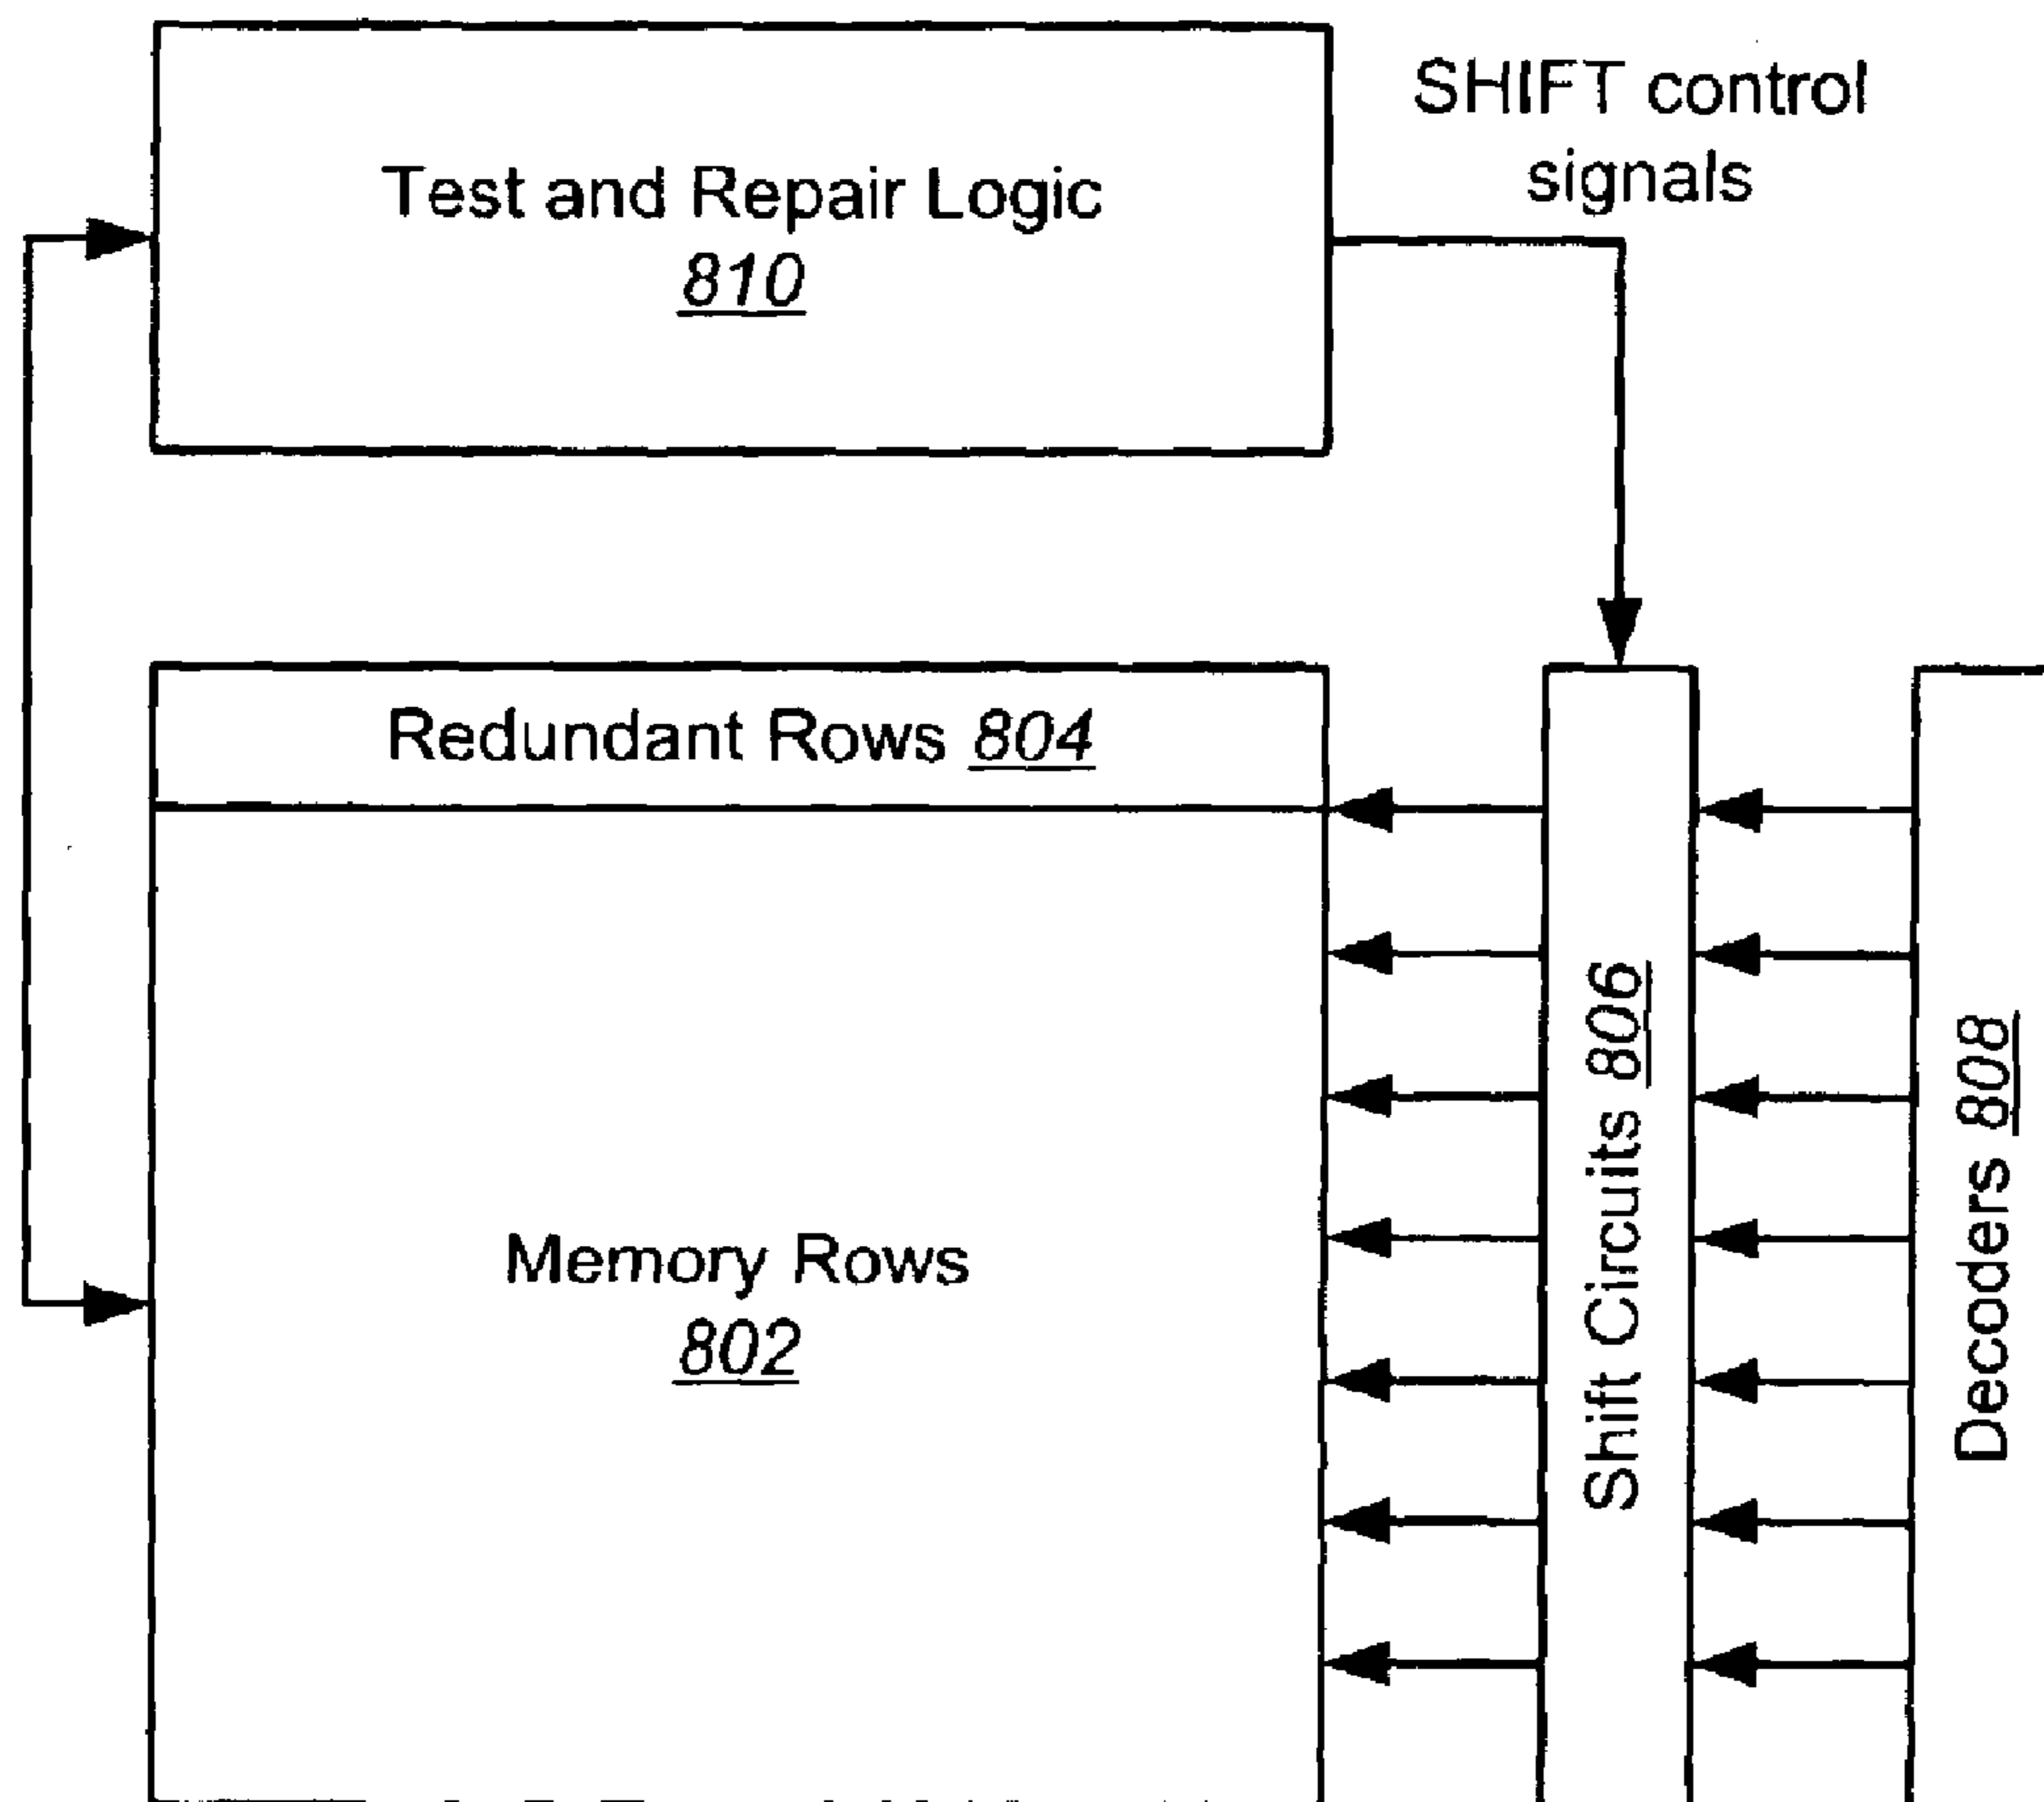 SHIFT control
signals
Test and Repair Logic
810
Redundant Rows 804
Memory Rows
802
Shift Circuits 806
Decoders 808